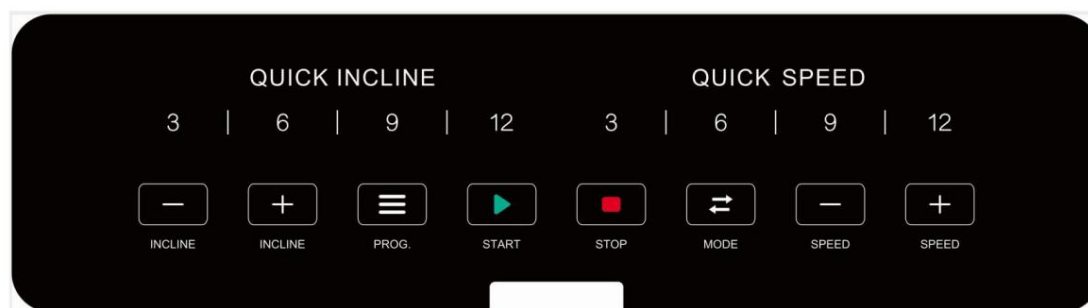 QUICK INCLINE QUICK SPEED
3 | 6 | 9 | 12 3 | 6 | 9 | 12
INCLINE INCLINE PROG. START STOP MODE SPEED SPEED